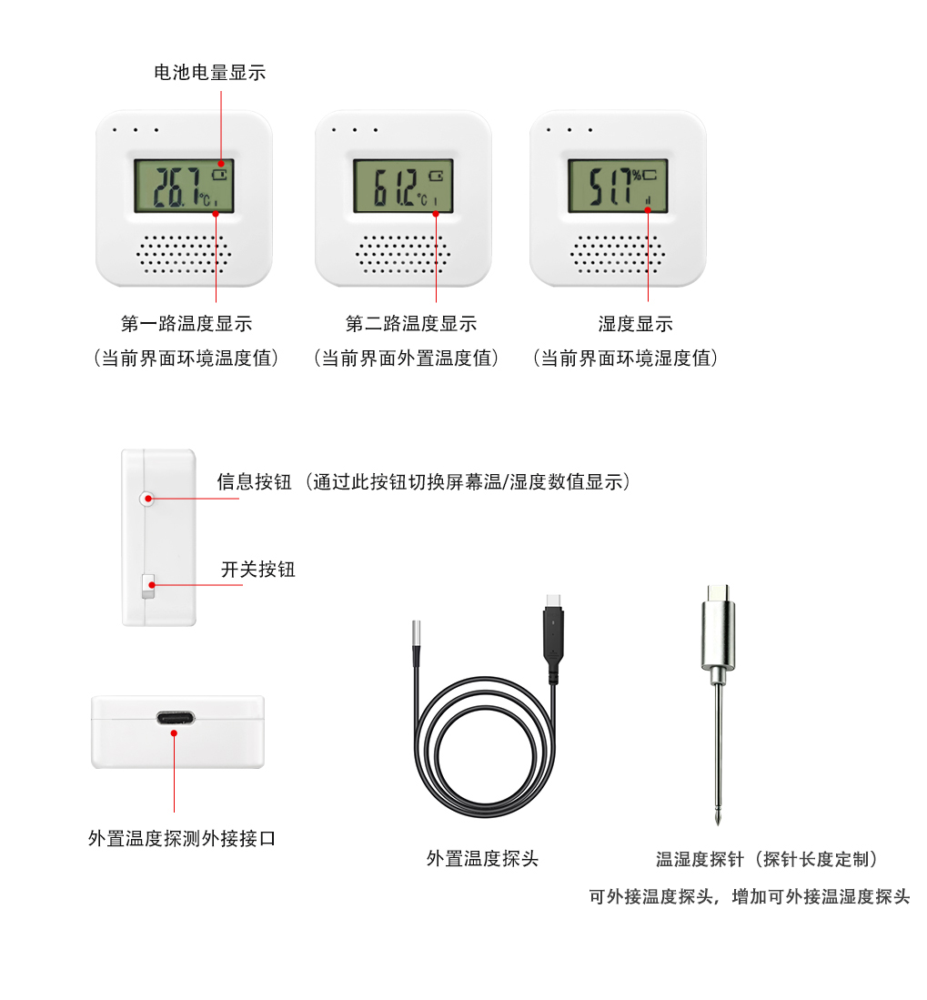 电池电量显示
26.7℃
61.2℃
51.7%
第一路温度显示
（当前界面环境温度值）
第二路温度显示
（当前界面外置温度值）
湿度显示
（当前界面环境湿度值）
信息按钮（通过此按钮切换屏幕温/湿度数值显示）
开关按钮
外置温度探测外接接口
外置温度探头
温湿度探针（探针长度定制）
可外接温度探头，增加可外接温湿度探头